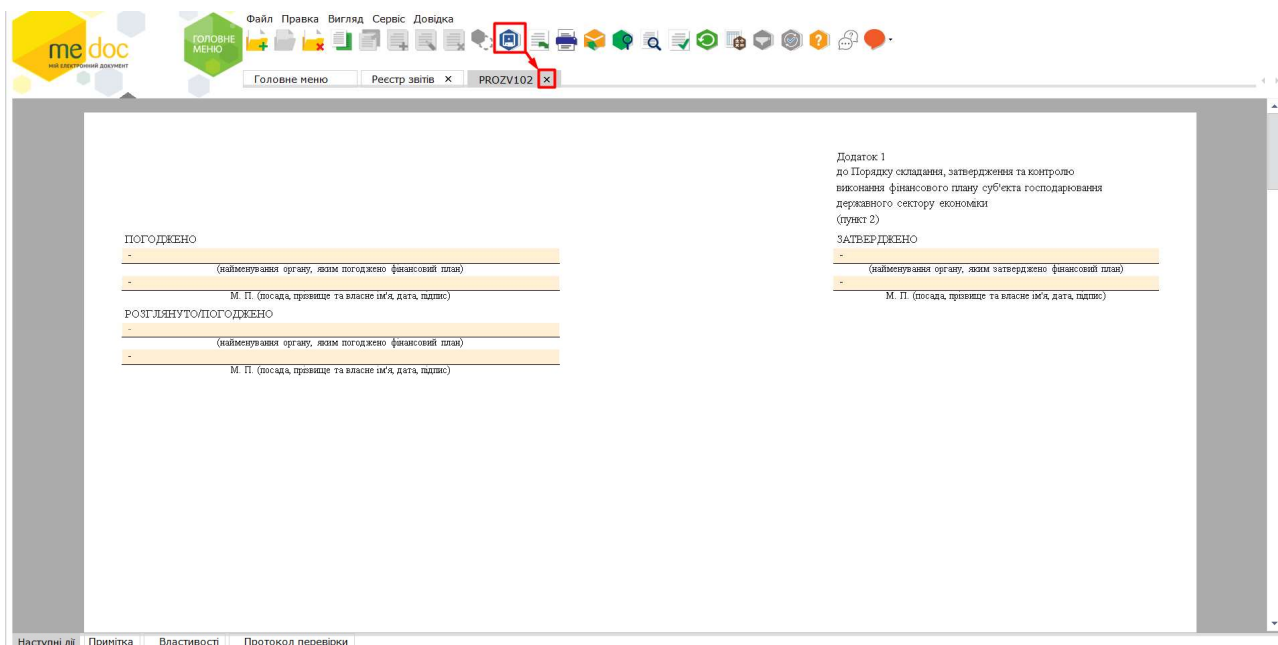 Файл Правка Вигляд Сервіс Довідка
me doc
МІЙ ЕЛЕКТРОННИЙ ДОКУМЕНТ
ГОЛОВНЕ
МЕНЮ
Головне меню
Реєстр звітів ×
PROZV102 ×
Додаток 1
до Порядку складання, затвердження та контролю
виконання фінансового плану суб'єкта господарювання
державного сектору економіки
(пункт 2)
ПОГОДЖЕНО
-
(найменування органу, яким погоджено фінансовий план)
-
М. П. (посада, прізвище та власне ім'я, дата, підпис)
ЗАТВЕРДЖЕНО
-
(найменування органу, яким затверджено фінансовий план)
-
М. П. (посада, прізвище та власне ім'я, дата, підпис)
РОЗГЛЯНУТО/ПОГОДЖЕНО
-
(найменування органу, яким погоджено фінансовий план)
-
М. П. (посада, прізвище та власне ім'я, дата, підпис)
Наступні дії Примітка Властивості Протокол перевірки